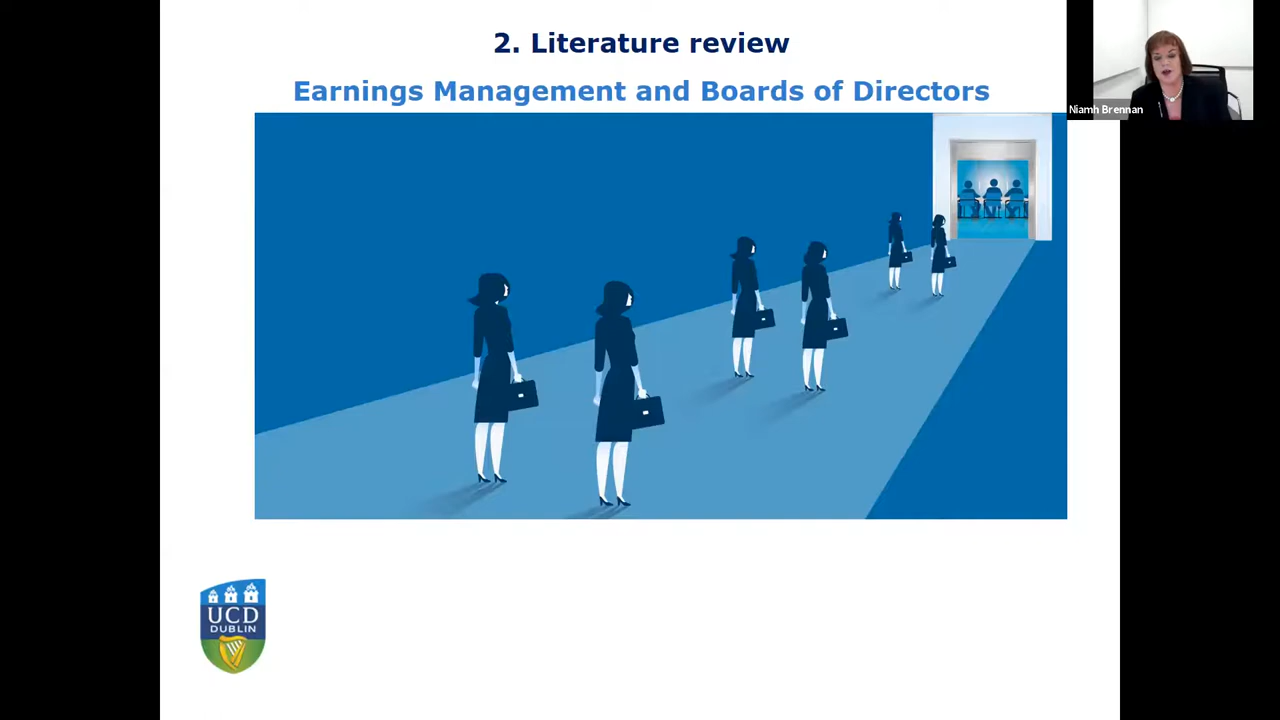 2. Literature review
Earnings Management and Boards of Directors
Niamh Brennan
UCD
DUBLIN